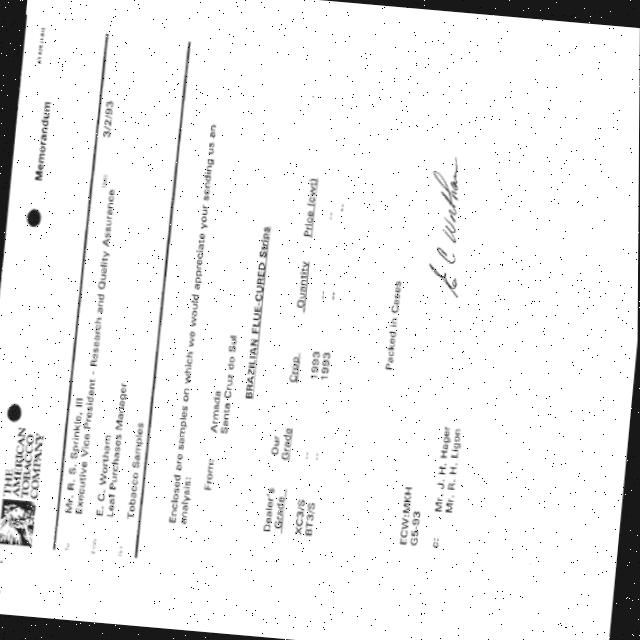 THE
AMERICAN
TOBACCO
COMPANY
Memorandum
Mr. R. S. Sprinkle, III
Executive Vice President - Research and Quality Assurance
3/2/93
E. C. Wortham
Leaf Purchases Manager
Tobacco Samples
Enclosed are samples on which we would appreciate your sending us an
analysis:
From: Armada
Santa Cruz do Sul
BRAZILIAN FLUE-CURED Strips
Dealer's Grade Our Grade Crop Quantity Price (cwt)
XC3/S -- 1993 -- --
BT3/S -- 1993 -- --
Packed in Cases
E C Wortham
ECW:MKH
G5-93
c: Mr. J. H. Hager
Mr. R. H. Ligon